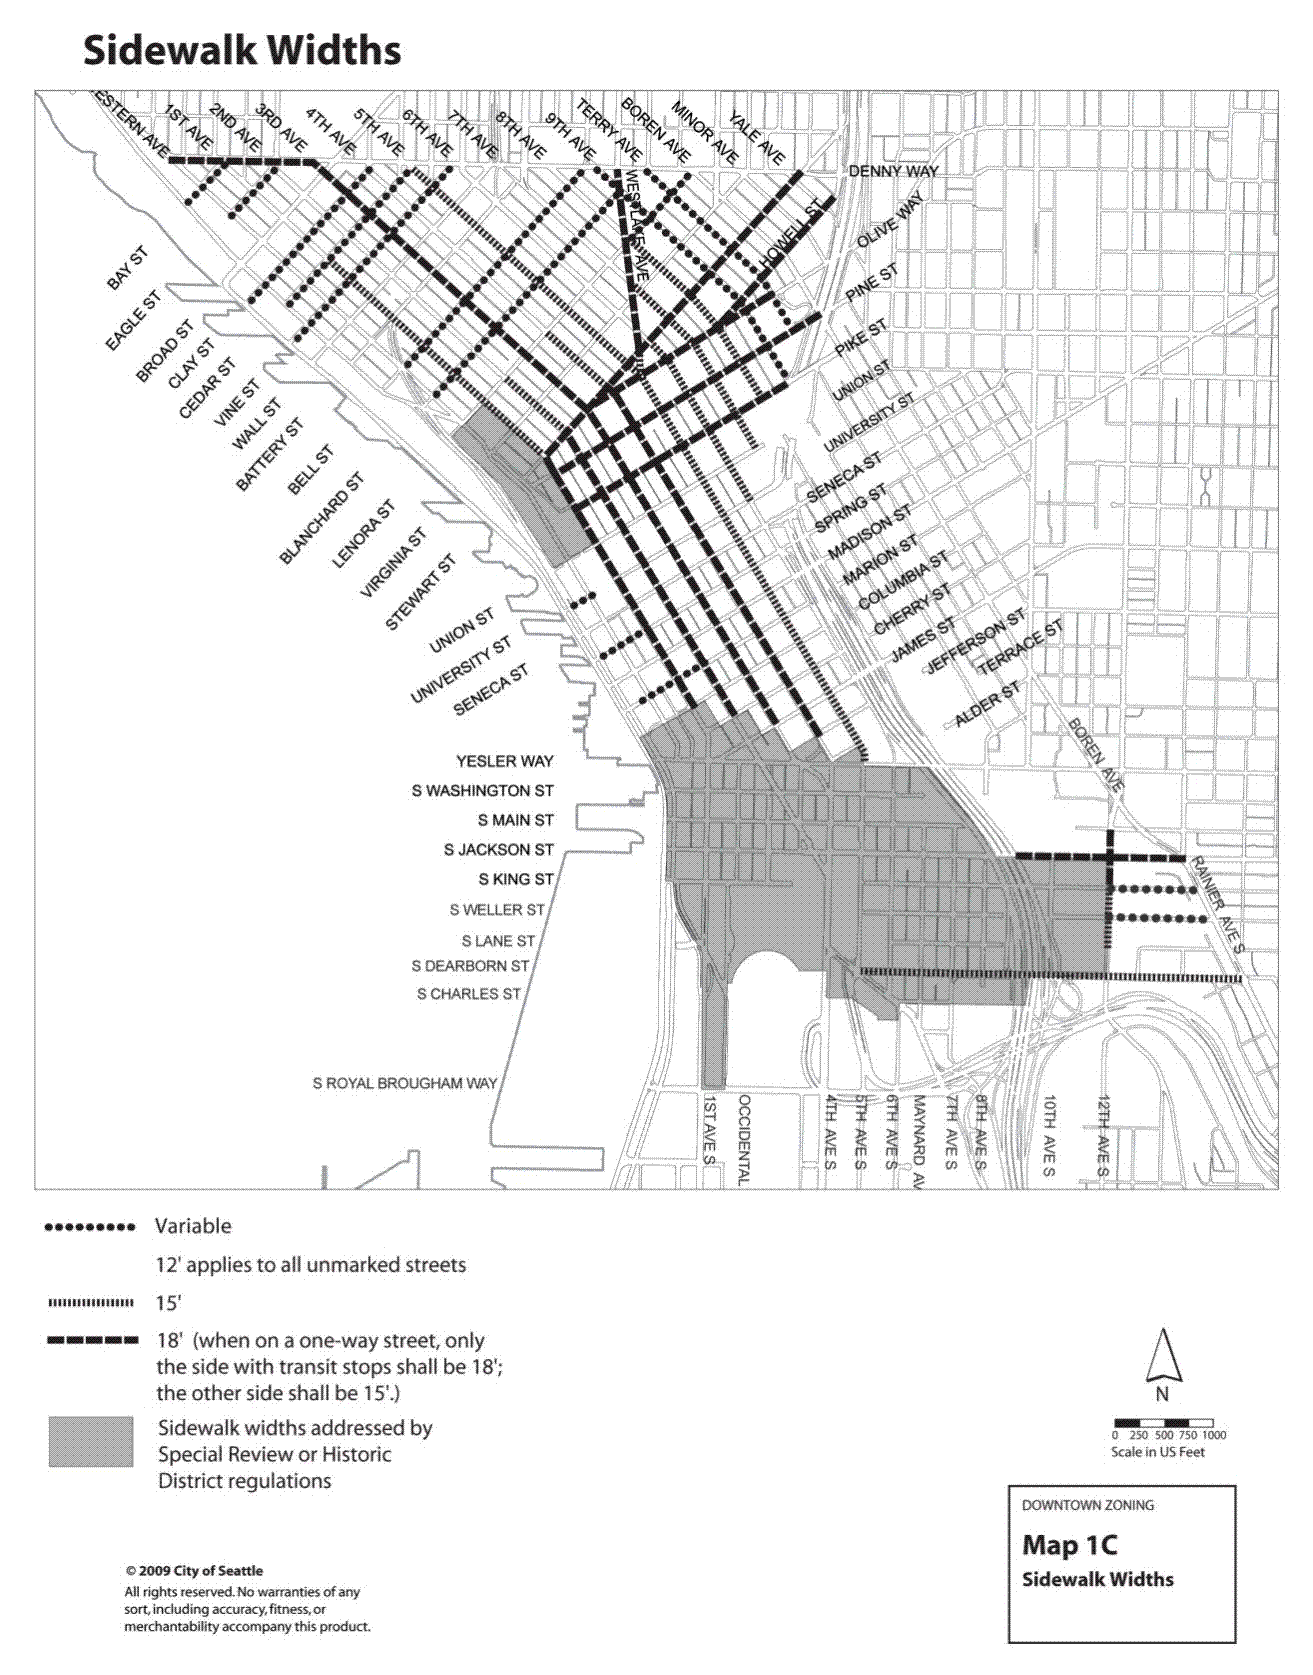 Sidewalk Widths
ESTERN AVE
1ST AVE
2ND AVE
3RD AVE
4TH AVE
5TH AVE
6TH AVE
7TH AVE
8TH AVE
9TH AVE
TERRY AVE
BOREN AVE
MINOR AVE
YALE AVE
WESTLAKE AVE
DENNY WAY
HOWELL ST
OLIVE WAY
PINE ST
PIKE ST
UNION ST
UNIVERSITY ST
SENECA ST
SPRING ST
MADISON ST
MARION ST
COLUMBIA ST
CHERRY ST
JAMES ST
JEFFERSON ST
TERRACE ST
ALDER ST
BOREN AVE
RAINIER AVE S
BAY ST
EAGLE ST
BROAD ST
CLAY ST
CEDAR ST
VINE ST
WALL ST
BATTERY ST
BELL ST
BLANCHARD ST
LENORA ST
VIRGINIA ST
STEWART ST
UNION ST
UNIVERSITY ST
SENECA ST
YESLER WAY
S WASHINGTON ST
S MAIN ST
S JACKSON ST
S KING ST
S WELLER ST
S LANE ST
S DEARBORN ST
S CHARLES ST
S ROYAL BROUGHAM WAY
1ST AVE S
OCCIDENTAL
4TH AVE S
5TH AVE S
6TH AVE S
MAYNARD AV
7TH AVE S
8TH AVE S
10TH AVE S
12TH AVE S
Variable
12' applies to all unmarked streets
15'
18' (when on a one-way street, only
the side with transit stops shall be 18';
the other side shall be 15'.)
Sidewalk widths addressed by
Special Review or Historic
District regulations
N
0 250 500 750 1000
Scale in US Feet
DOWNTOWN ZONING
Map 1C
Sidewalk Widths
© 2009 City of Seattle
All rights reserved. No warranties of any
sort, including accuracy, fitness, or
merchantability accompany this product.